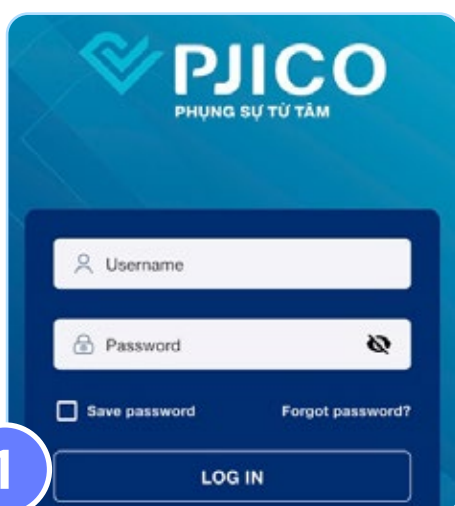 PJICO
PHỤNG SỰ TỪ TÂM
Username
Password
Save password Forgot password?
1 LOG IN